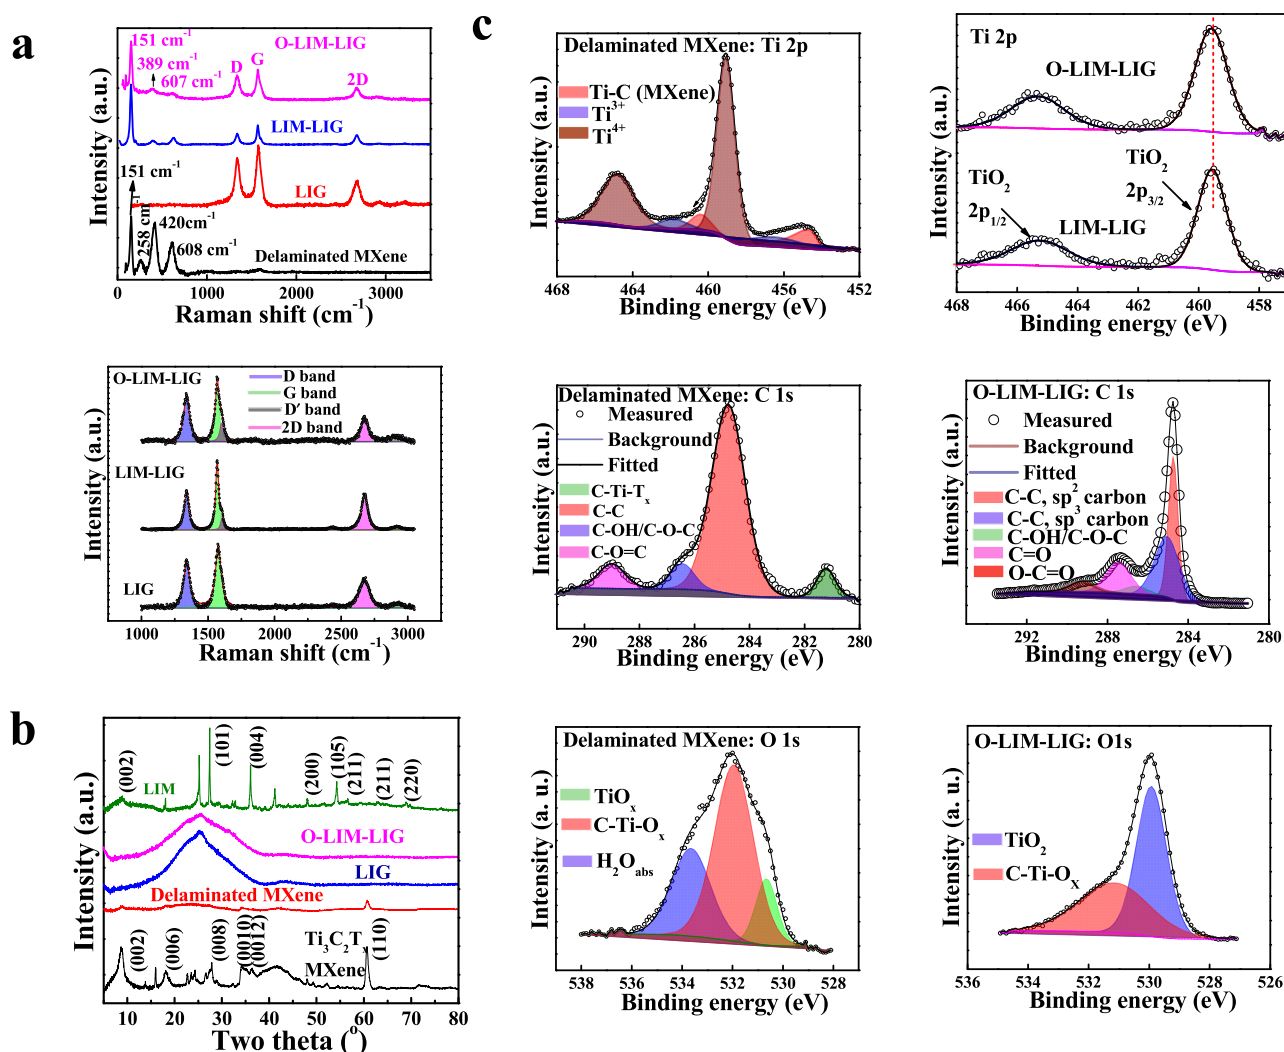 a
151 cm⁻¹
389 cm⁻¹
607 cm⁻¹
O-LIM-LIG
D
G
2D
LIM-LIG
151 cm⁻¹
LIG
258 cm⁻¹
420cm⁻¹
608 cm⁻¹
Delaminated MXene
Intensity (a.u.)
0 1000 2000 3000
Raman shift (cm⁻¹)
O-LIM-LIG
D band
G band
D′ band
2D band
LIM-LIG
LIG
Intensity (a.u.)
1000 1500 2000 2500 3000
Raman shift (cm⁻¹)
b
(002)
LIM
(101)
(004)
(200)
(105)
(211)
(211)
(220)
O-LIM-LIG
LIG
Delaminated MXene
(002)
(006)
(008)
(0010)
(0012)
Ti₃C₂Tₓ
MXene
(110)
Intensity (a.u.)
10 20 30 40 50 60 70 80
Two theta (°)
c
Delaminated MXene: Ti 2p
Ti-C (MXene)
Ti³⁺
Ti⁴⁺
Intensity (a.u.)
468 464 460 456 452
Binding energy (eV)
Ti 2p
O-LIM-LIG
TiO₂
2p₁/₂
TiO₂
2p₃/₂
LIM-LIG
Intensity (a.u.)
468 466 464 462 460 458
Binding energy (eV)
Delaminated MXene: C 1s
Measured
Background
Fitted
C-Ti-Tₓ
C-C
C-OH/C-O-C
C-O=C
Intensity (a.u.)
290 288 286 284 282 280
Binding energy (eV)
O-LIM-LIG: C 1s
Measured
Background
Fitted
C-C, sp² carbon
C-C, sp³ carbon
C-OH/C-O-C
C=O
O-C=O
Intensity (a.u.)
292 288 284 280
Binding energy (eV)
Delaminated MXene: O 1s
TiOₓ
C-Ti-Oₓ
H₂Oabs
Intensity (a.u.)
538 536 534 532 530 528
Binding energy (eV)
O-LIM-LIG: O1s
TiO₂
C-Ti-Oₓ
Intensity (a.u.)
536 534 532 530 528 526
Binding energy (eV)